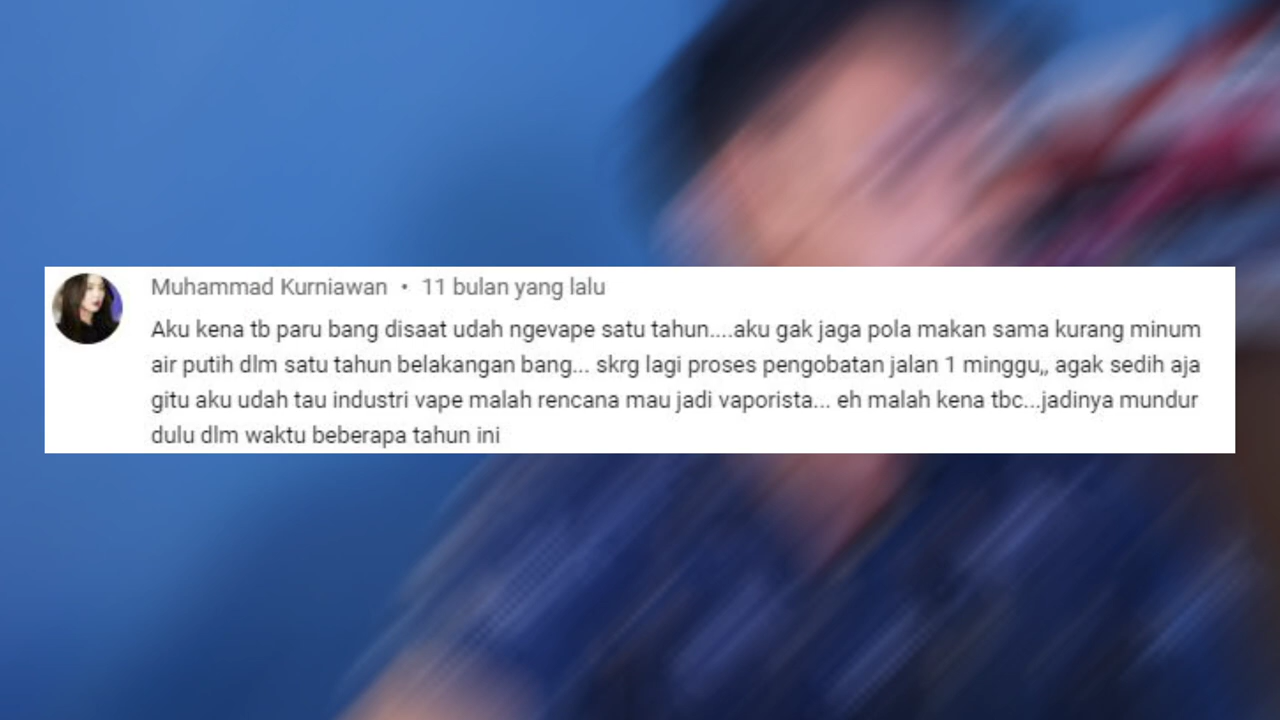 Muhammad Kurniawan • 11 bulan yang lalu
Aku kena tb paru bang disaat udah ngevape satu tahun....aku gak jaga pola makan sama kurang minum
air putih dlm satu tahun belakangan bang... skrg lagi proses pengobatan jalan 1 minggu,, agak sedih aja
gitu aku udah tau industri vape malah rencana mau jadi vaporista... eh malah kena tbc...jadinya mundur
dulu dlm waktu beberapa tahun ini